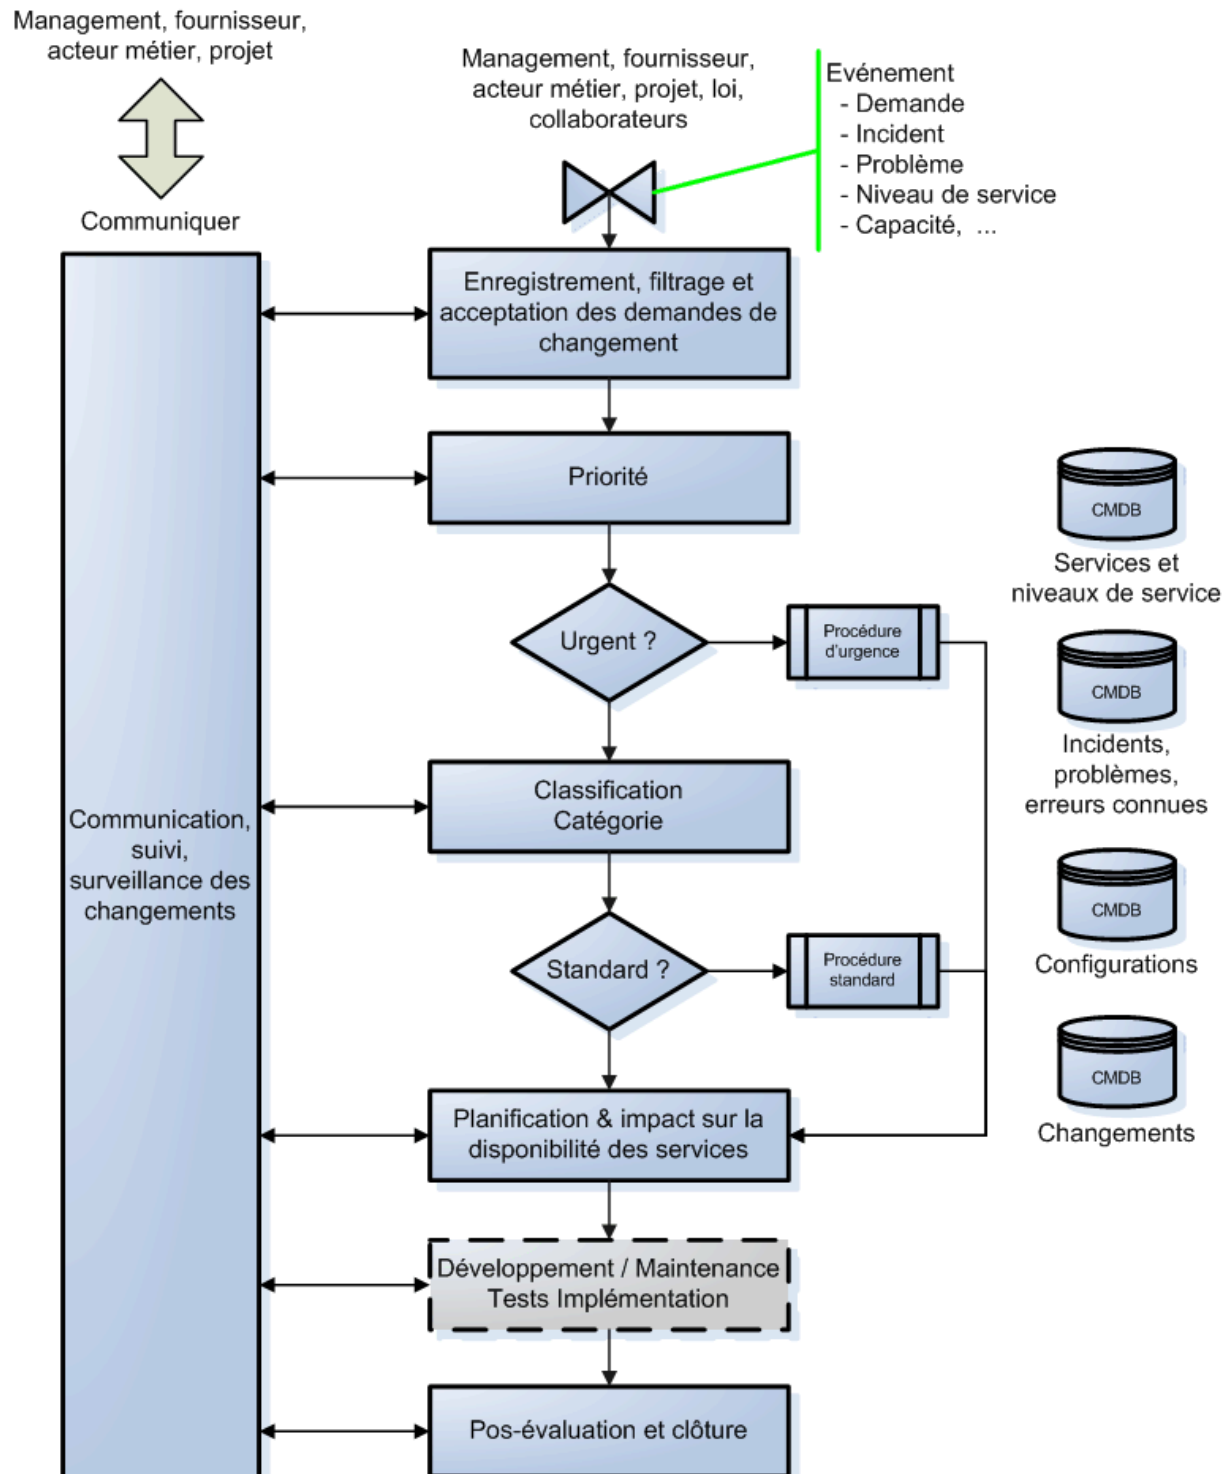 Management, fournisseur,
acteur métier, projet
Communiquer
Management, fournisseur,
acteur métier, projet, loi,
collaborateurs
Evénement
- Demande
- Incident
- Problème
- Niveau de service
- Capacité, ...
Enregistrement, filtrage et
acceptation des demandes de
changement
Priorité
Urgent ?
Procédure
d'urgence
Classification
Catégorie
Standard ?
Procédure
standard
Planification & impact sur la
disponibilité des services
Développement / Maintenance
Tests Implémentation
Pos-évaluation et clôture
Communication,
suivi,
surveillance des
changements
CMDB
Services et
niveaux de service
CMDB
Incidents,
problèmes,
erreurs connues
CMDB
Configurations
CMDB
Changements